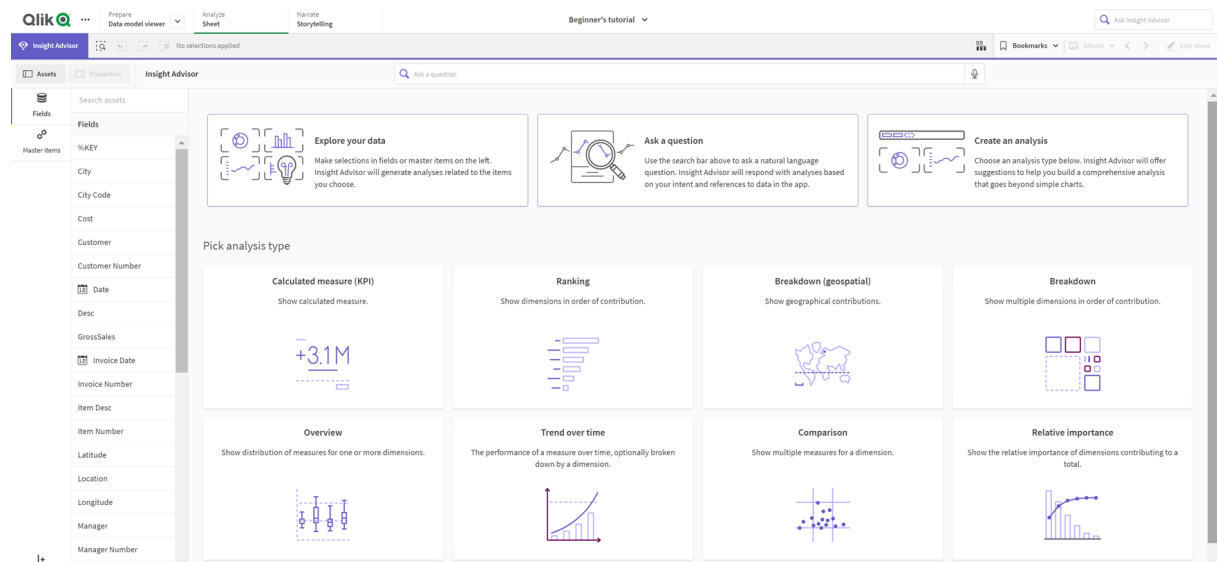 Qlik
Prepare
Data model viewer
Analyze
Sheet
Narrate
Storytelling
Beginner's tutorial
Ask Insight Advisor
Insight Advisor
No selections applied
Bookmarks
Sheets
Edit sheet
Assets
Properties
Insight Advisor
Ask a question
Fields
Master items
Search assets
Fields
%KEY
City
City Code
Cost
Customer
Customer Number
Date
Desc
GrossSales
Invoice Date
Invoice Number
Item Desc
Item Number
Latitude
Location
Longitude
Manager
Manager Number
Explore your data
Make selections in fields or master items on the left.
Insight Advisor will generate analyses related to the items
you choose.
Ask a question
Use the search bar above to ask a natural language
question. Insight Advisor will respond with analyses based
on your intent and references to data in the app.
Create an analysis
Choose an analysis type below. Insight Advisor will offer
suggestions to help you build a comprehensive analysis
that goes beyond simple charts.
Pick analysis type
Calculated measure (KPI)
Show calculated measure.
+3.1M
Ranking
Show dimensions in order of contribution.
Breakdown (geospatial)
Show geographical contributions.
Breakdown
Show multiple dimensions in order of contribution.
Overview
Show distribution of measures for one or more dimensions.
Trend over time
The performance of a measure over time, optionally broken
down by a dimension.
Comparison
Show multiple measures for a dimension.
Relative importance
Show the relative importance of dimensions contributing to a
total.